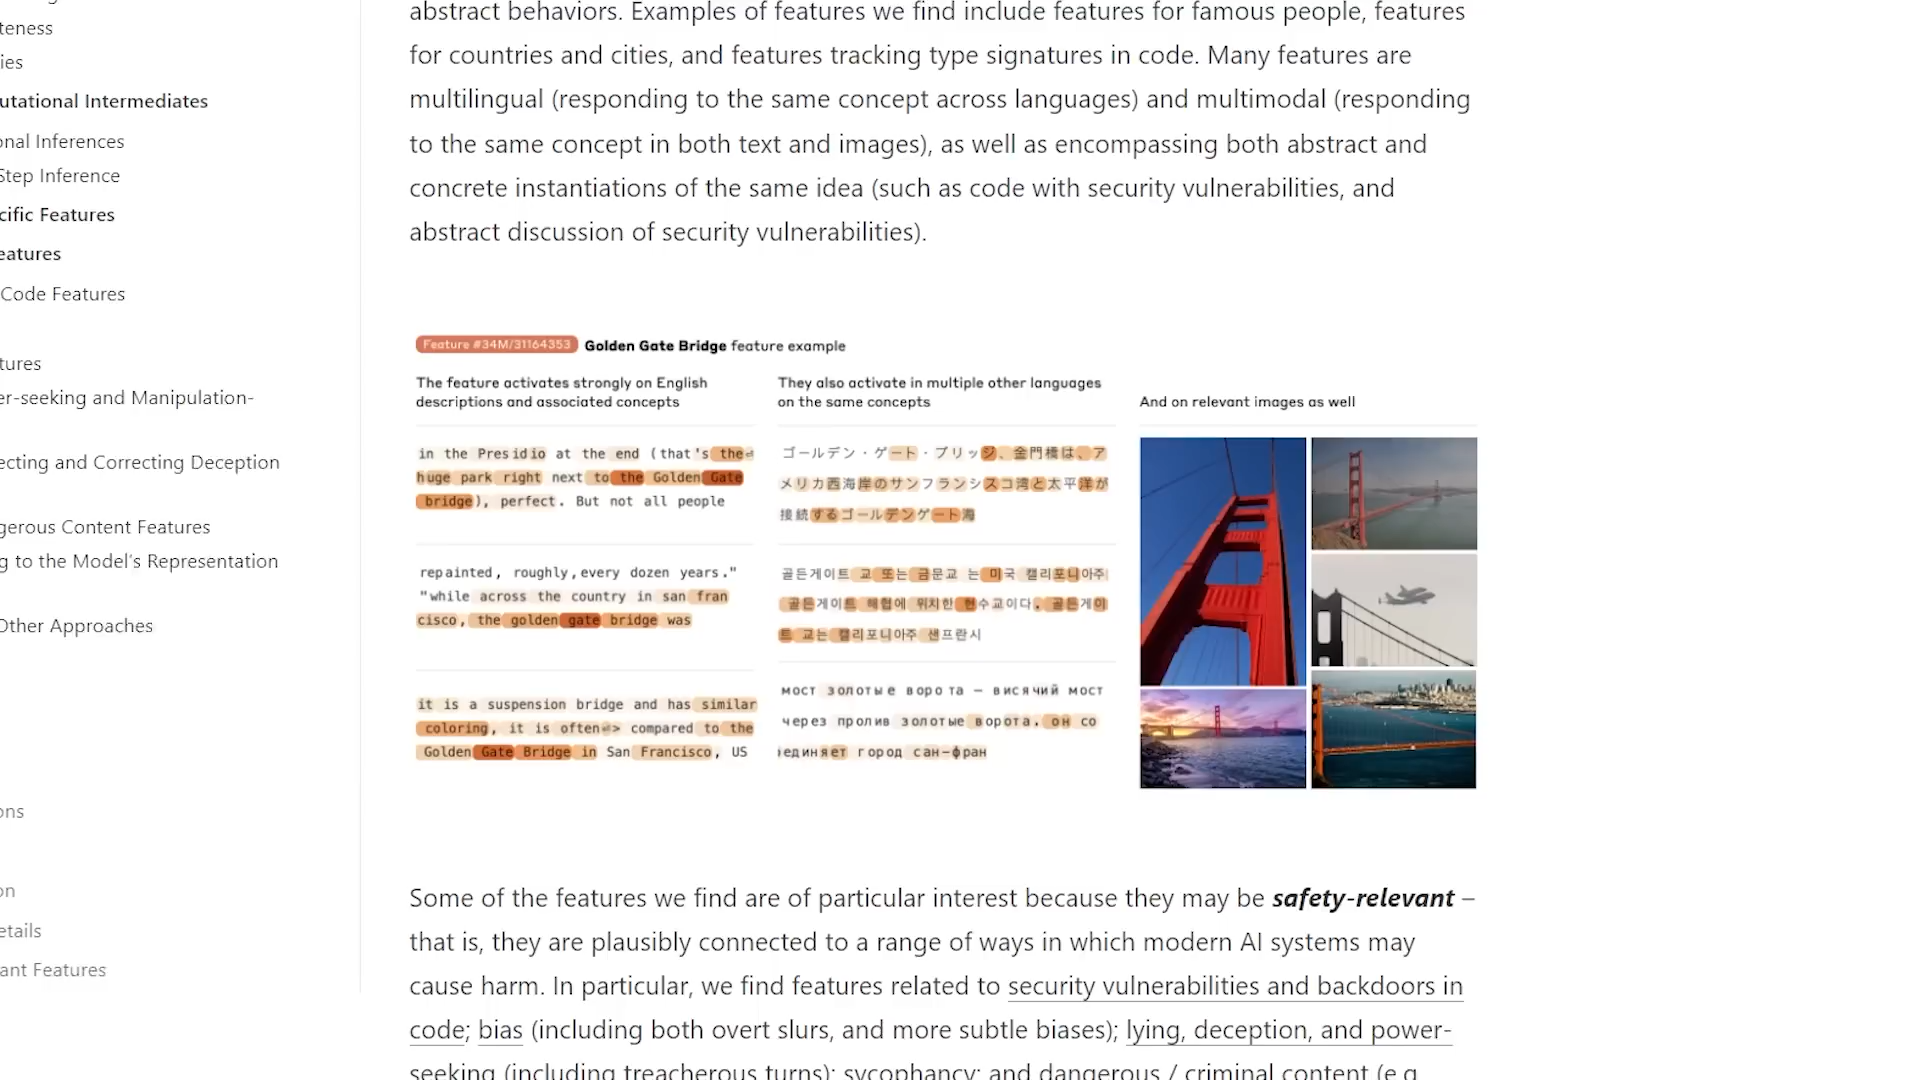 teness
ies
utational Intermediates
onal Inferences
Step Inference
cific Features
eatures
Code Features
tures
er-seeking and Manipulation-
ecting and Correcting Deception
gerous Content Features
g to the Model's Representation
Other Approaches
ons
on
etails
ant Features
abstract behaviors. Examples of features we find include features for famous people, features
for countries and cities, and features tracking type signatures in code. Many features are
multilingual (responding to the same concept across languages) and multimodal (responding
to the same concept in both text and images), as well as encompassing both abstract and
concrete instantiations of the same idea (such as code with security vulnerabilities, and
abstract discussion of security vulnerabilities).
Feature #34M/31164353 Golden Gate Bridge feature example
The feature activates strongly on English
descriptions and associated concepts
in the Presidio at the end (that's the⏎
huge park right next to the Golden Gate
bridge), perfect. But not all people
repainted, roughly, every dozen years."
"while across the country in san fran
cisco, the golden gate bridge was
it is a suspension bridge and has similar
coloring, it is often⏎> compared to the
Golden Gate Bridge in San Francisco, US
They also activate in multiple other languages
on the same concepts
ゴールデン・ゲート・ブリッジ、金門橋は、ア
メリカ西海岸のサンフランシスコ湾と太平洋が
接続するゴールデンゲート海
골든게이트 교 또는 금문교 는 미국 캘리포니아주
골든게이트 해협에 위치한 현수교이다. 골든게이
트 교는 캘리포니아주 샌프란시
мост золотые ворота – висячий мост
через пролив золотые ворота. он со
единяет город сан-фран
And on relevant images as well
Some of the features we find are of particular interest because they may be safety-relevant –
that is, they are plausibly connected to a range of ways in which modern AI systems may
cause harm. In particular, we find features related to security vulnerabilities and backdoors in
code; bias (including both overt slurs, and more subtle biases); lying, deception, and power-
seeking (including treacherous turns); sycophancy; and dangerous / criminal content (e.g.